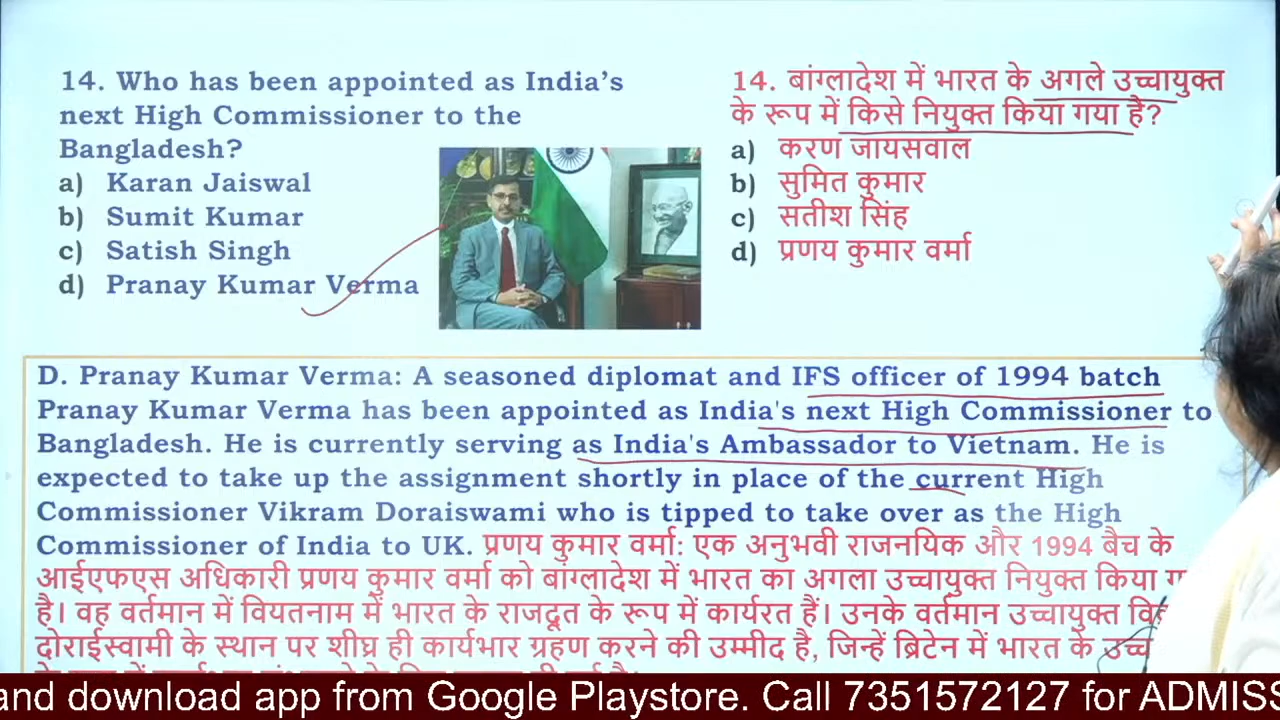 14. Who has been appointed as India’s
next High Commissioner to the
Bangladesh?
a) Karan Jaiswal
b) Sumit Kumar
c) Satish Singh
d) Pranay Kumar Verma
14. बांग्लादेश में भारत के अगले उच्चायुक्त
के रूप में किसे नियुक्त किया गया है?
a) करण जायसवाल
b) सुमित कुमार
c) सतीश सिंह
d) प्रणय कुमार वर्मा
D. Pranay Kumar Verma: A seasoned diplomat and IFS officer of 1994 batch
Pranay Kumar Verma has been appointed as India's next High Commissioner to
Bangladesh. He is currently serving as India's Ambassador to Vietnam. He is
expected to take up the assignment shortly in place of the current High
Commissioner Vikram Doraiswami who is tipped to take over as the High
Commissioner of India to UK. प्रणय कुमार वर्मा: एक अनुभवी राजनयिक और 1994 बैच के
आईएफएस अधिकारी प्रणय कुमार वर्मा को बांग्लादेश में भारत का अगला उच्चायुक्त नियुक्त किया
है। वह वर्तमान में वियतनाम में भारत के राजदूत के रूप में कार्यरत हैं। उनके वर्तमान उच्चायुक्त
दोराईस्वामी के स्थान पर शीघ्र ही कार्यभार ग्रहण करने की उम्मीद है, जिन्हें ब्रिटेन में भारत के
and download app from Google Playstore. Call 7351572127 for ADMISS